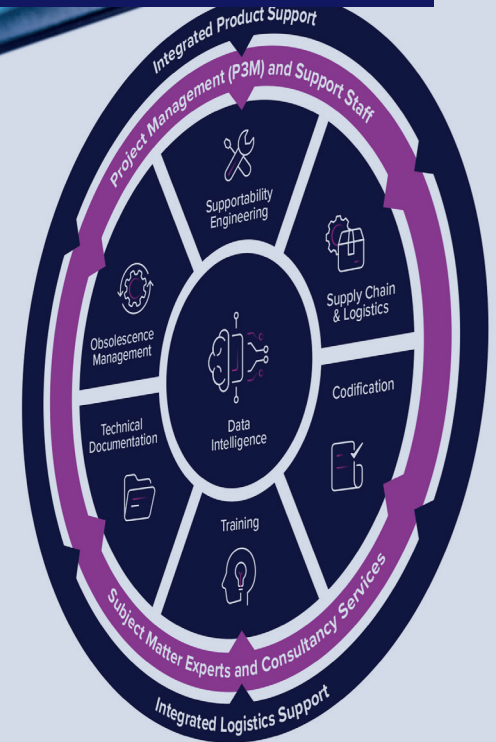 Integrated Product Support
Project Management (P3M) and Support Staff
Supportability
Engineering
Supply Chain
& Logistics
Obsolescence
Management
Data
Intelligence
Codification
Technical
Documentation
Training
Subject Matter Experts and Consultancy Services
Integrated Logistics Support